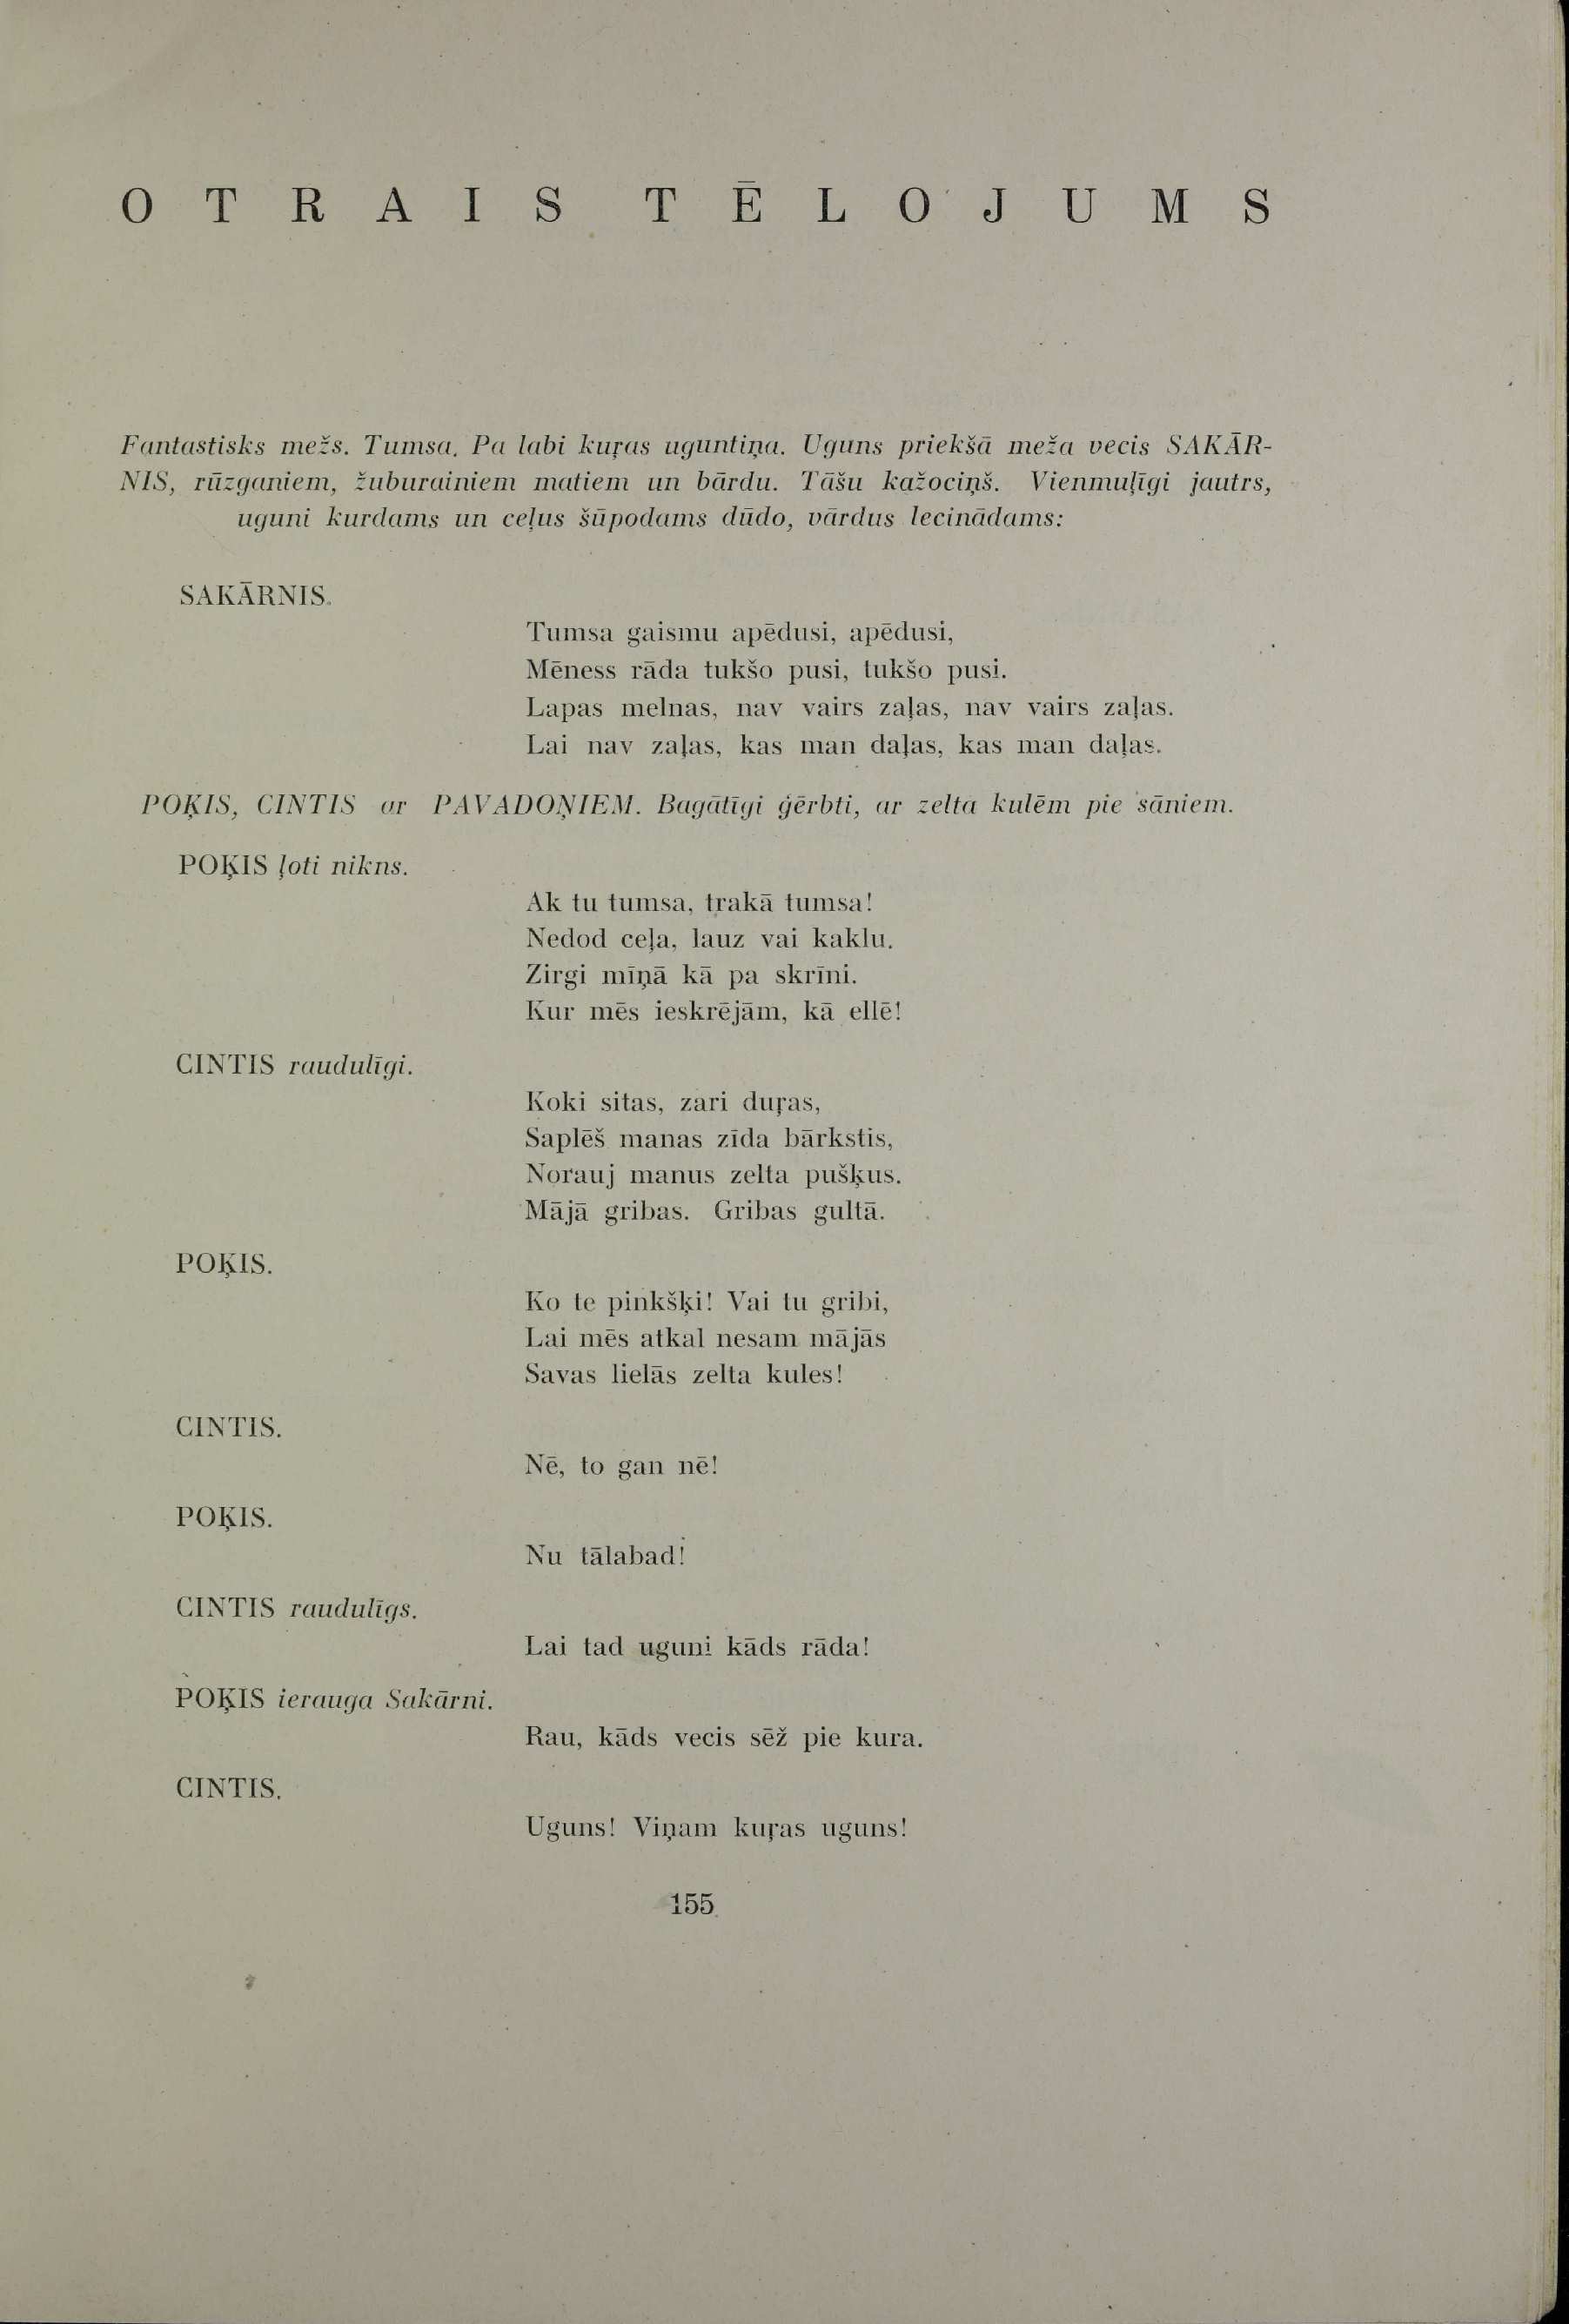 OTRAIS TĒLOJUMS
Fantastisks mežs. Tumsa. Pa labi kuŗas uguntiņa. Uguns priekšā meža vecis SAKĀR-
NIS, rūzganiem, žuburainiem matiem un bārdu. Tāšu kažociņš. Vienmuļīgi jautrs,
uguni kurdams un ceļus šūpodams dūdo, vārdus lecinādams:
SAKĀRNIS.
Tumsa gaismu apēdusi, apēdusi,
Mēness rāda tukšo pusi, tukšo pusi.
Lapas melnas, nav vairs zaļas, nav vairs zaļas.
Lai nav zaļas, kas man daļas, kas man daļas.
POĶIS, CINTIS ar PAVADOŅIEM. Bagātīgi ģērbti, ar zelta kulēm pie sāniem.
POĶIS ļoti nikns.
Ak tu tumsa, trakā tumsa!
Nedod ceļa, lauz vai kaklu.
Zirgi mīņā kā pa skrīni.
Kur mēs ieskrējām, kā ellē!
CINTIS raudulīgi.
Koki sitas, zari duŗas,
Saplēš manas zīda bārkstis,
Norauj manus zelta pušķus.
Mājā gribas. Gribas gultā.
POĶIS.
Ko te pinkšķi! Vai tu gribi,
Lai mēs atkal nesam mājās
Savas lielās zelta kules!
CINTIS.
Nē, to gan nē!
POĶIS.
Nu tālabad!
CINTIS raudulīgs.
Lai tad uguni kāds rāda!
POĶIS ierauga Sakārni.
Rau, kāds vecis sēž pie kura.
CINTIS.
Uguns! Viņam kuŗas uguns!
155